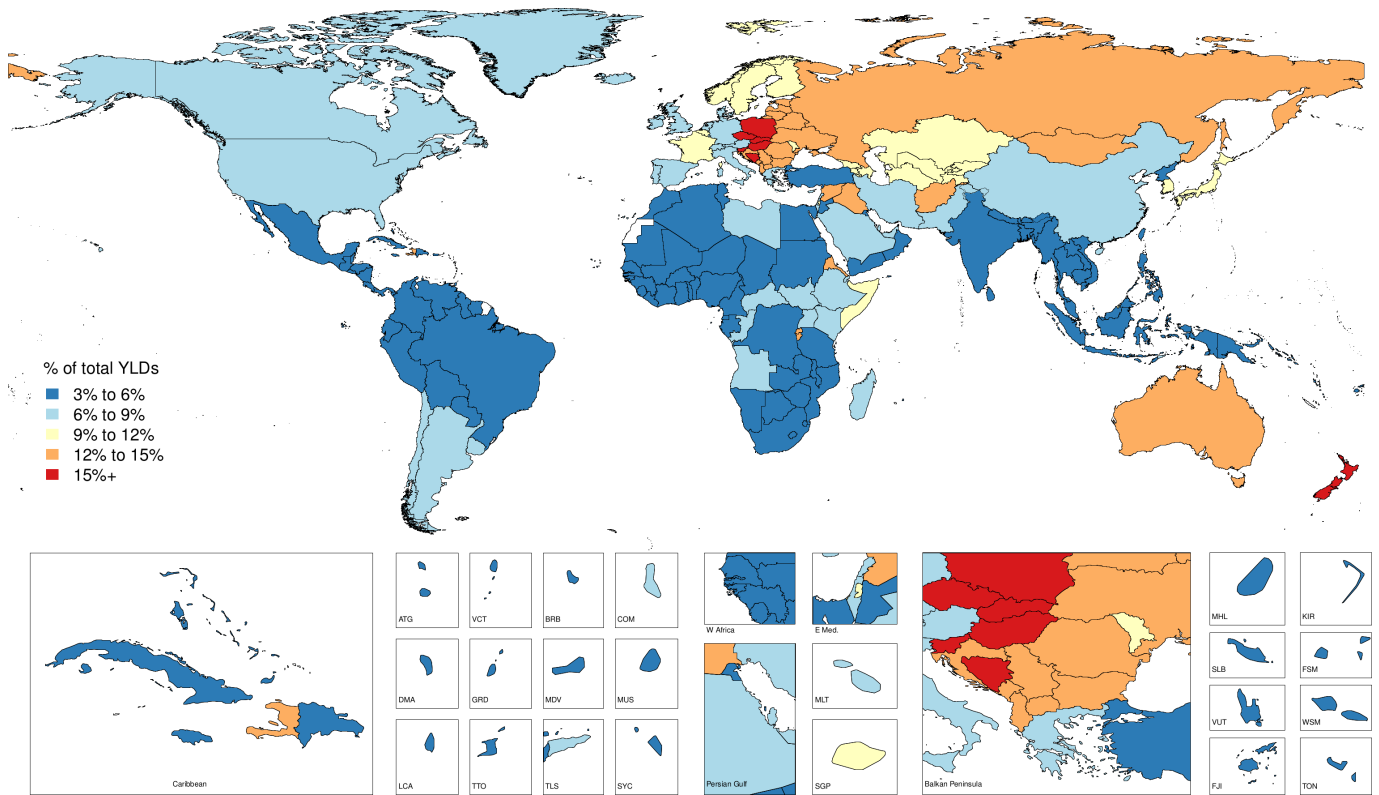 % of total YLDs
3% to 6%
6% to 9%
9% to 12%
12% to 15%
15%+
Caribbean
ATG
VCT
BRB
COM
DMA
GRD
MDV
MUS
LCA
TTO
TLS
SYC
W Africa
E Med.
Persian Gulf
MLT
SGP
Balkan Peninsula
MHL
KIR
SLB
FSM
VUT
WSM
FJI
TON